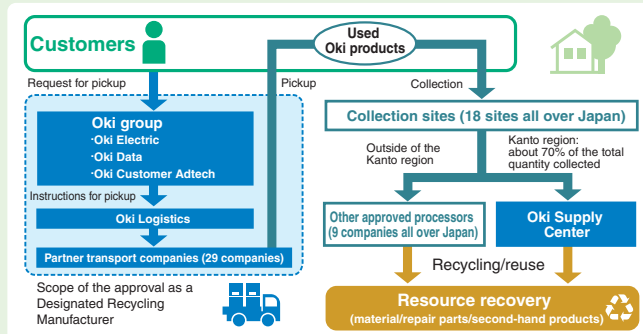 Customers
Used
Oki products
Request for pickup
Pickup
Collection
Oki group
·Oki Electric
·Oki Data
·Oki Customer Adtech
Instructions for pickup
Oki Logistics
Partner transport companies (29 companies)
Scope of the approval as a
Designated Recycling
Manufacturer
Collection sites (18 sites all over Japan)
Outside of the
Kanto region
Kanto region:
about 70% of the total
quantity collected
Other approved processors
(9 companies all over Japan)
Oki Supply
Center
Recycling/reuse
Resource recovery
(material/repair parts/second-hand products)